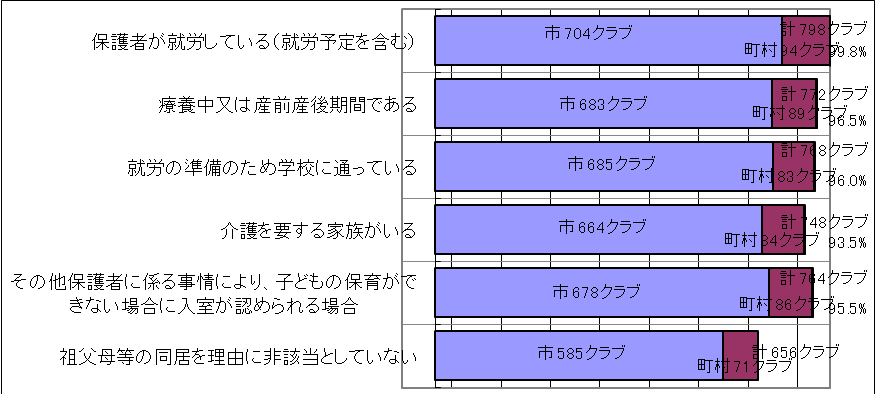 保護者が就労している(就労予定を含む)
市704クラブ
計798クラブ
町村94クラブ
99.8%
療養中又は産前産後期間である
市683クラブ
計772クラブ
町村89クラブ
96.5%
就労の準備のため学校に通っている
市685クラブ
計768クラブ
町村83クラブ
96.0%
介護を要する家族がいる
市664クラブ
計748クラブ
町村84クラブ
93.5%
その他保護者に係る事情により、子どもの保育がで
きない場合に入室が認められる場合
市678クラブ
計764クラブ
町村86クラブ
95.5%
祖父母等の同居を理由に非該当としていない
市585クラブ
計656クラブ
町村71クラブ